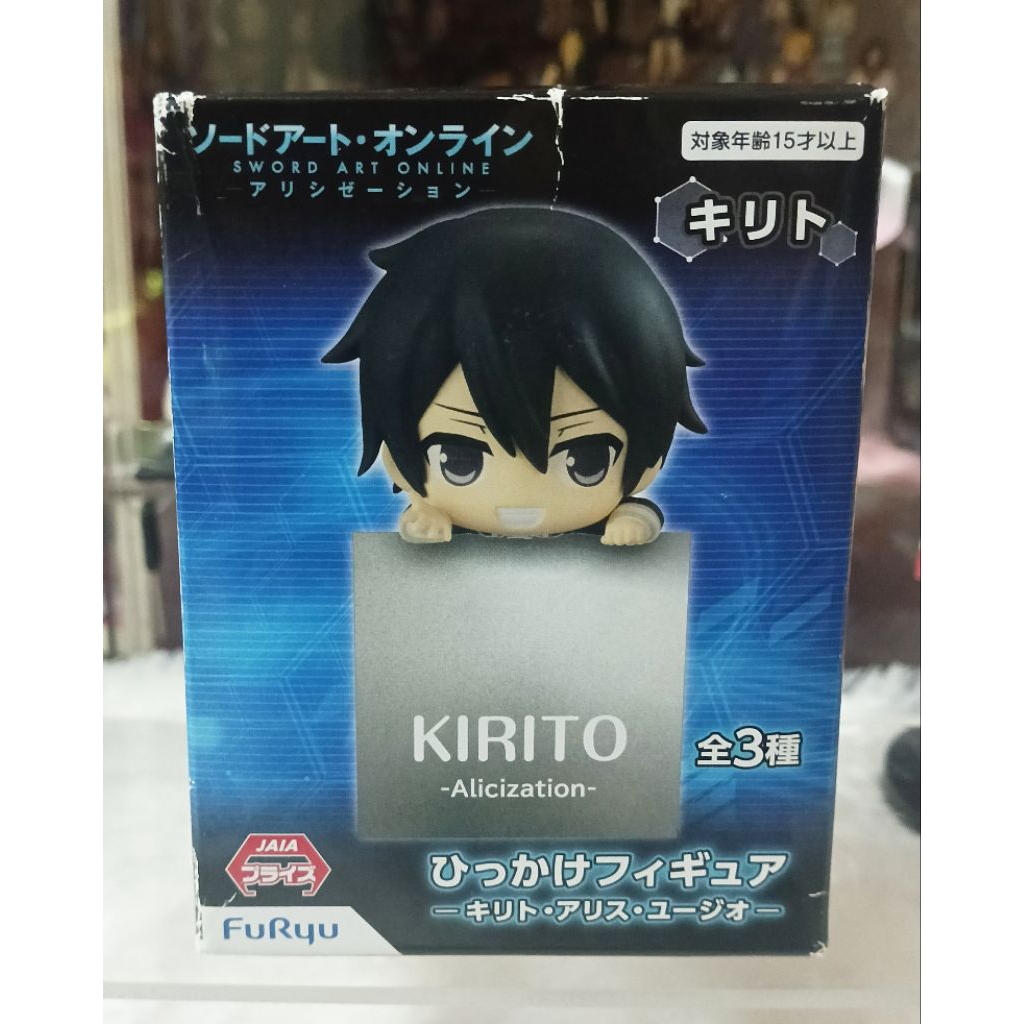 ソードアート・オンライン
SWORD ART ONLINE
アリシゼーション
対象年齢15才以上
キリト
KIRITO
-Alicization-
全3種
JAIA
プライズ
ひっかけフィギュア
—キリト・アリス・ユージオ—
FuRyu